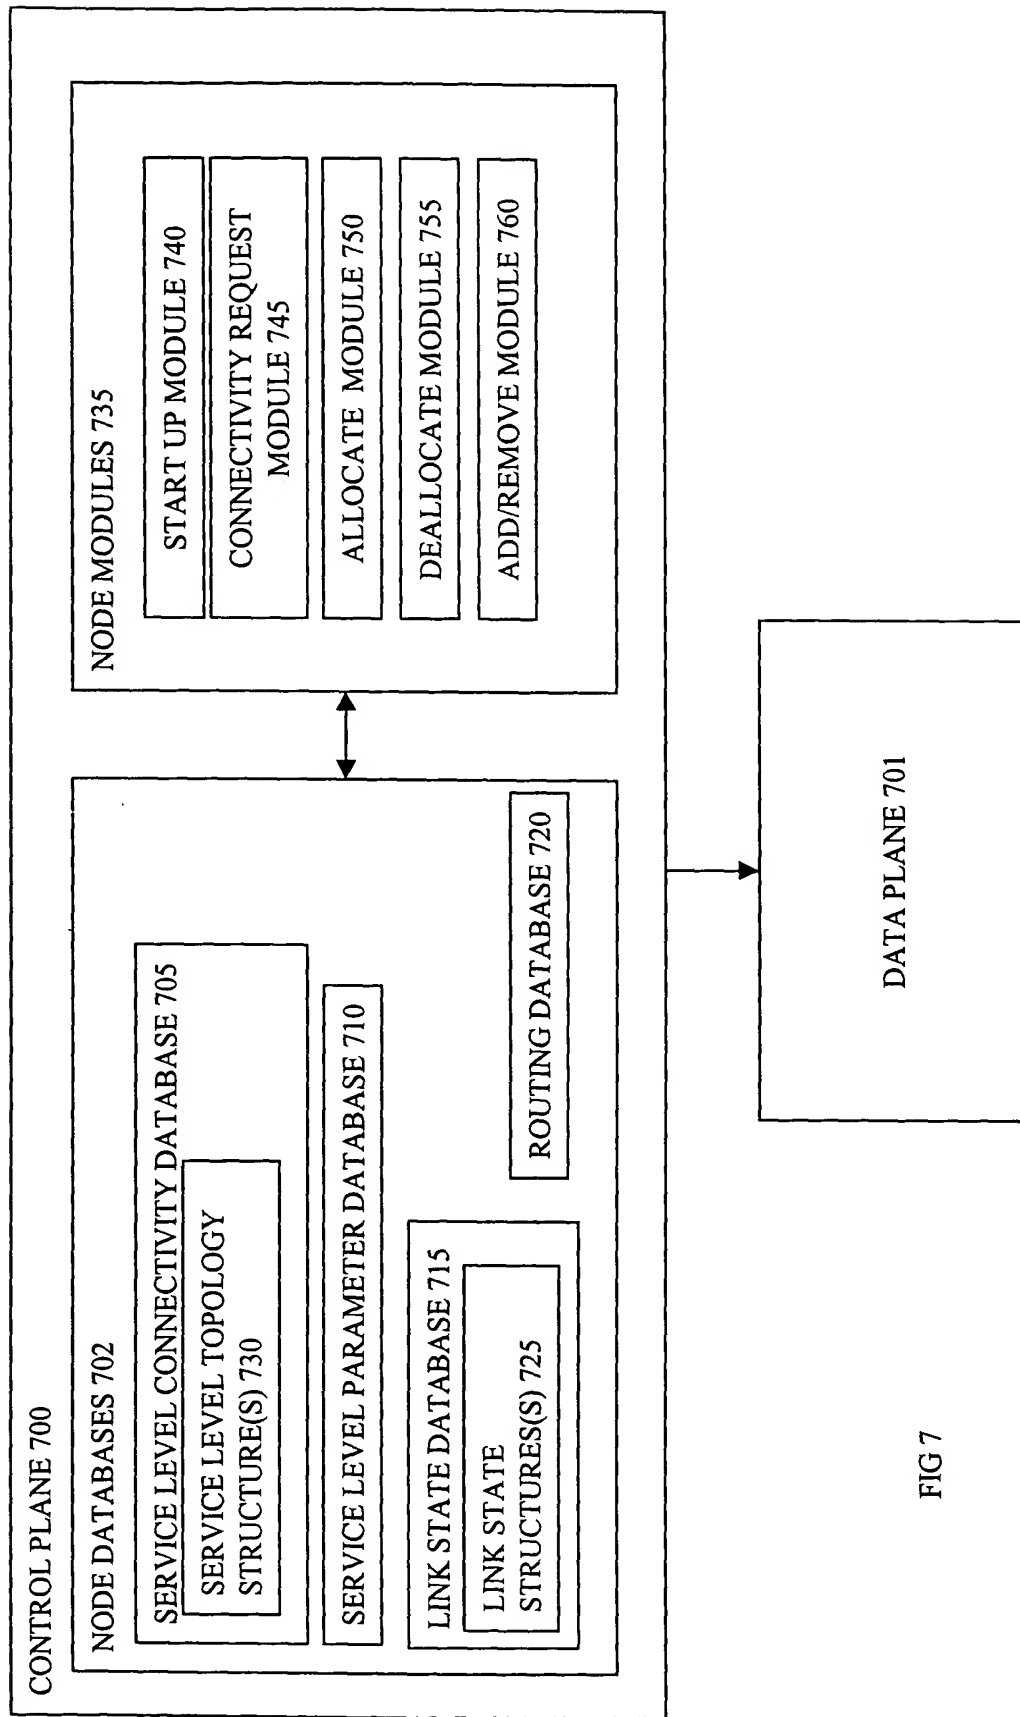 CONTROL PLANE 700
NODE DATABASES 702
SERVICE LEVEL CONNECTIVITY DATABASE 705
SERVICE LEVEL TOPOLOGY
STRUCTURE(S) 730
SERVICE LEVEL PARAMETER DATABASE 710
LINK STATE DATABASE 715
LINK STATE
STRUCTURES(S) 725
ROUTING DATABASE 720
NODE MODULES 735
START UP MODULE 740
CONNECTIVITY REQUEST
MODULE 745
ALLOCATE MODULE 750
DEALLOCATE MODULE 755
ADD/REMOVE MODULE 760
DATA PLANE 701
FIG 7